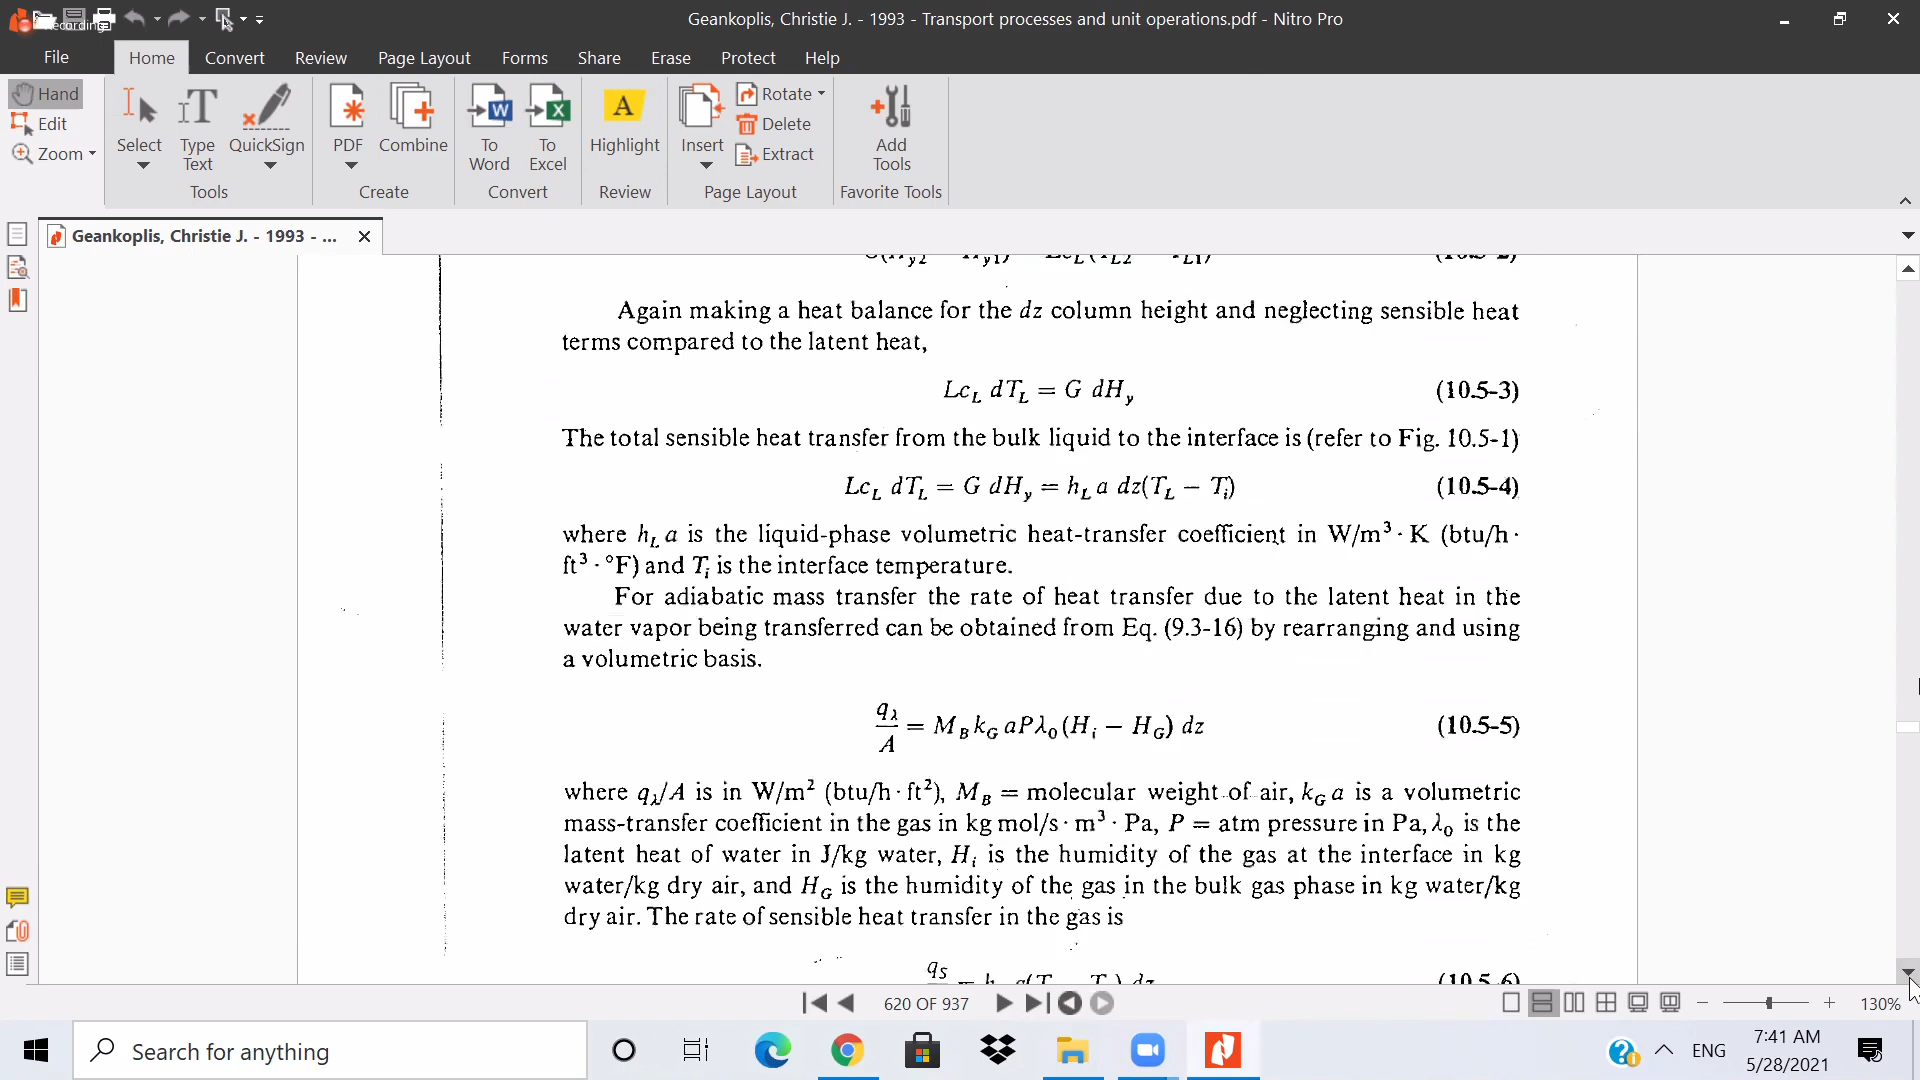 Recording
Geankoplis, Christie J. - 1993 - Transport processes and unit operations.pdf - Nitro Pro
File Home Convert Review Page Layout Forms Share Erase Protect Help
Hand
Edit
Zoom
Select
Type Text
QuickSign
Tools
PDF
Combine
Create
To Word
To Excel
Convert
Highlight
Review
Insert
Rotate
Delete
Extract
Page Layout
Add Tools
Favorite Tools
Geankoplis, Christie J. - 1993 - ...
Again making a heat balance for the dz column height and neglecting sensible heat
terms compared to the latent heat,
Lc_L dT_L = G dH_y (10.5-3)
The total sensible heat transfer from the bulk liquid to the interface is (refer to Fig. 10.5-1)
Lc_L dT_L = G dH_y = h_L a dz(T_L − T_i) (10.5-4)
where h_L a is the liquid-phase volumetric heat-transfer coefficient in W/m³ · K (btu/h ·
ft³ · °F) and T_i is the interface temperature.
For adiabatic mass transfer the rate of heat transfer due to the latent heat in the
water vapor being transferred can be obtained from Eq. (9.3-16) by rearranging and using
a volumetric basis.
q_λ/A = M_B k_G aPλ₀(H_i − H_G) dz (10.5-5)
where q_λ/A is in W/m² (btu/h · ft²), M_B = molecular weight of air, k_G a is a volumetric
mass-transfer coefficient in the gas in kg mol/s · m³ · Pa, P = atm pressure in Pa, λ₀ is the
latent heat of water in J/kg water, H_i is the humidity of the gas at the interface in kg
water/kg dry air, and H_G is the humidity of the gas in the bulk gas phase in kg water/kg
dry air. The rate of sensible heat transfer in the gas is
620 OF 937
130%
Search for anything
ENG
7:41 AM
5/28/2021